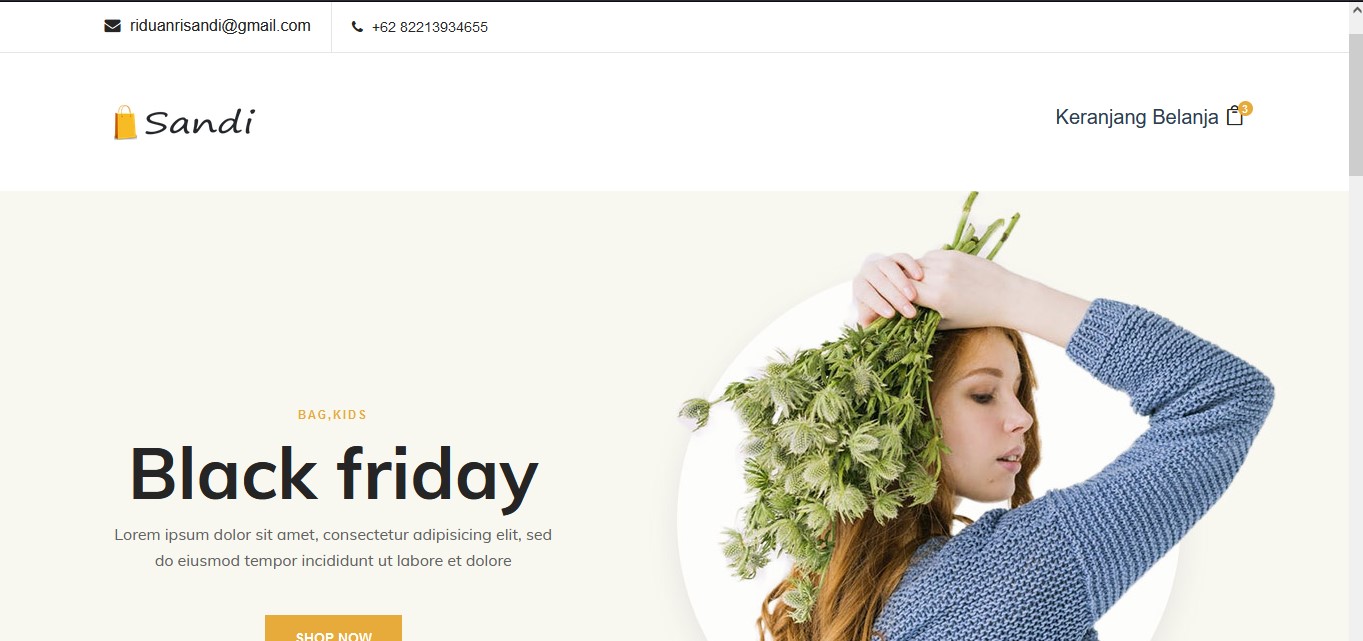 riduanrisandi@gmail.com
+62 82213934655
Sandi
Keranjang Belanja 3
BAG,KIDS
Black friday
Lorem ipsum dolor sit amet, consectetur adipisicing elit, sed
do eiusmod tempor incididunt ut labore et dolore
SHOP NOW